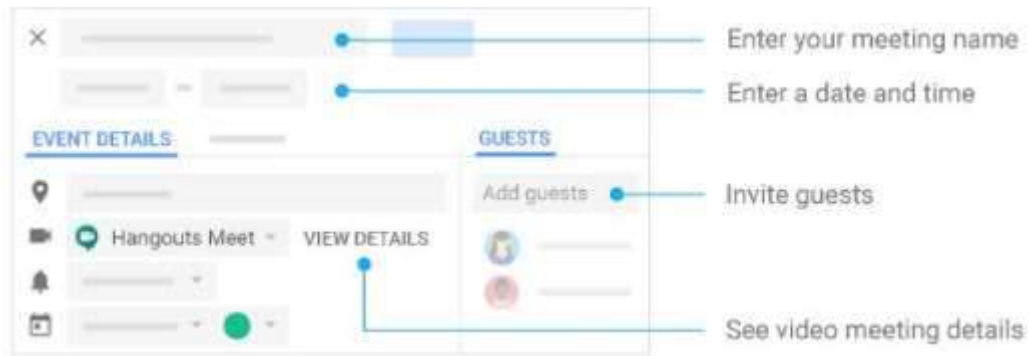 Enter your meeting name
Enter a date and time
EVENT DETAILS
GUESTS
Add guests
Invite guests
Hangouts Meet
VIEW DETAILS
See video meeting details